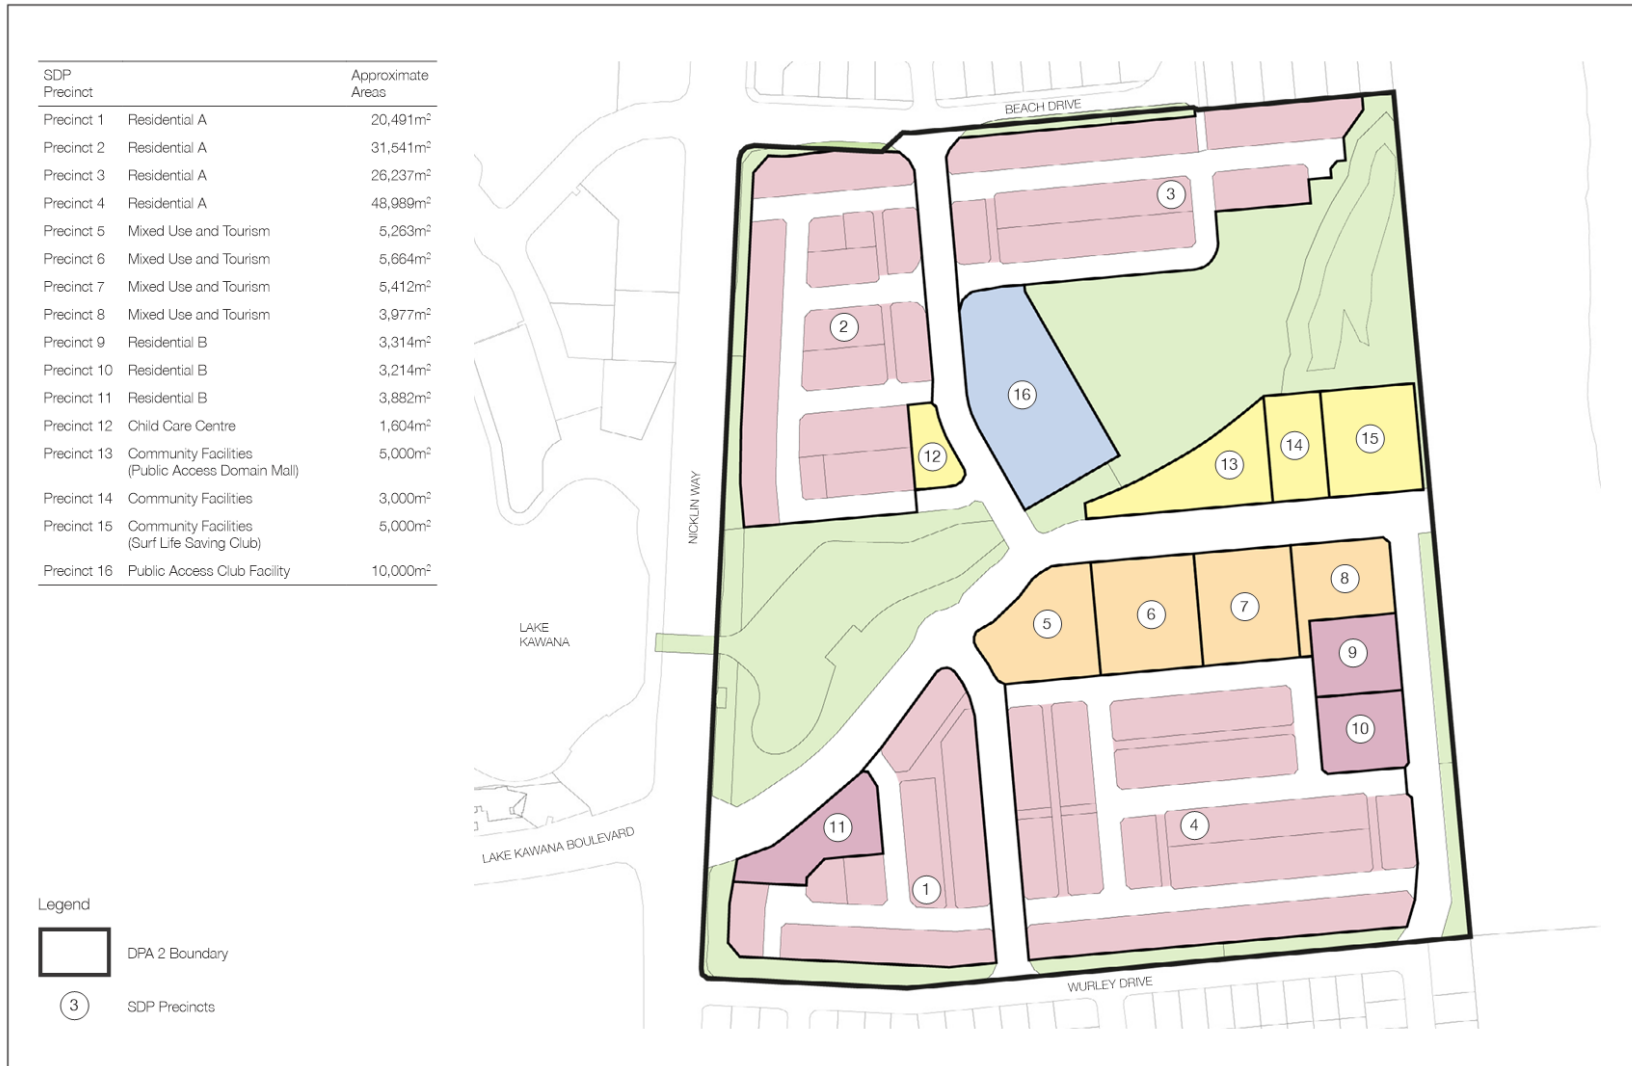 SDP Precinct Approximate Areas
Precinct 1 Residential A 20,491m²
Precinct 2 Residential A 31,541m²
Precinct 3 Residential A 26,237m²
Precinct 4 Residential A 48,989m²
Precinct 5 Mixed Use and Tourism 5,263m²
Precinct 6 Mixed Use and Tourism 5,664m²
Precinct 7 Mixed Use and Tourism 5,412m²
Precinct 8 Mixed Use and Tourism 3,977m²
Precinct 9 Residential B 3,314m²
Precinct 10 Residential B 3,214m²
Precinct 11 Residential B 3,882m²
Precinct 12 Child Care Centre 1,604m²
Precinct 13 Community Facilities 5,000m²
(Public Access Domain Mall)
Precinct 14 Community Facilities 3,000m²
Precinct 15 Community Facilities 5,000m²
(Surf Life Saving Club)
Precinct 16 Public Access Club Facility 10,000m²
Legend
DPA 2 Boundary
3 SDP Precincts
BEACH DRIVE
3
2
16
12
13
14
15
NICKLIN WAY
LAKE
KAWANA
5
6
7
8
9
10
11
4
1
LAKE KAWANA BOULEVARD
WURLEY DRIVE